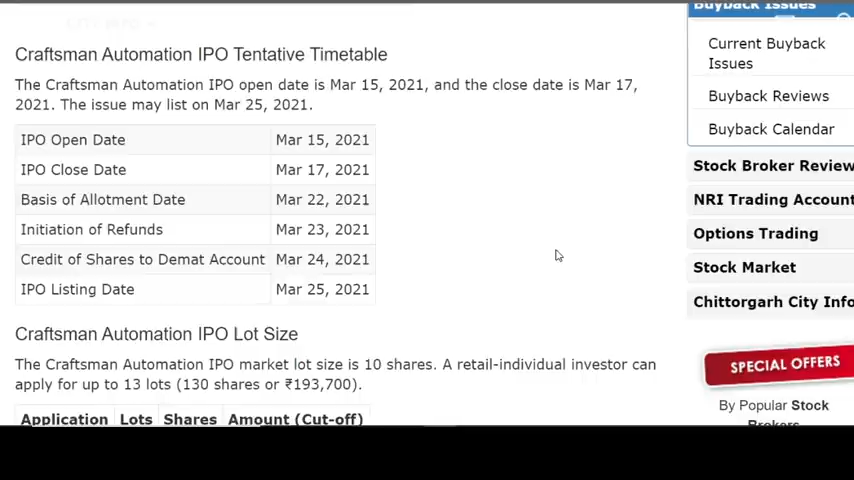 Craftsman Automation IPO Tentative Timetable
The Craftsman Automation IPO open date is Mar 15, 2021, and the close date is Mar 17,
2021. The issue may list on Mar 25, 2021.
IPO Open Date Mar 15, 2021
IPO Close Date Mar 17, 2021
Basis of Allotment Date Mar 22, 2021
Initiation of Refunds Mar 23, 2021
Credit of Shares to Demat Account Mar 24, 2021
IPO Listing Date Mar 25, 2021
Craftsman Automation IPO Lot Size
The Craftsman Automation IPO market lot size is 10 shares. A retail-individual investor can
apply for up to 13 lots (130 shares or ₹193,700).
Application Lots Shares Amount (Cut-off)
Buyback Issues
Current Buyback
Issues
Buyback Reviews
Buyback Calendar
Stock Broker Review
NRI Trading Account
Options Trading
Stock Market
Chittorgarh City Info
SPECIAL OFFERS
By Popular Stock
Brokers